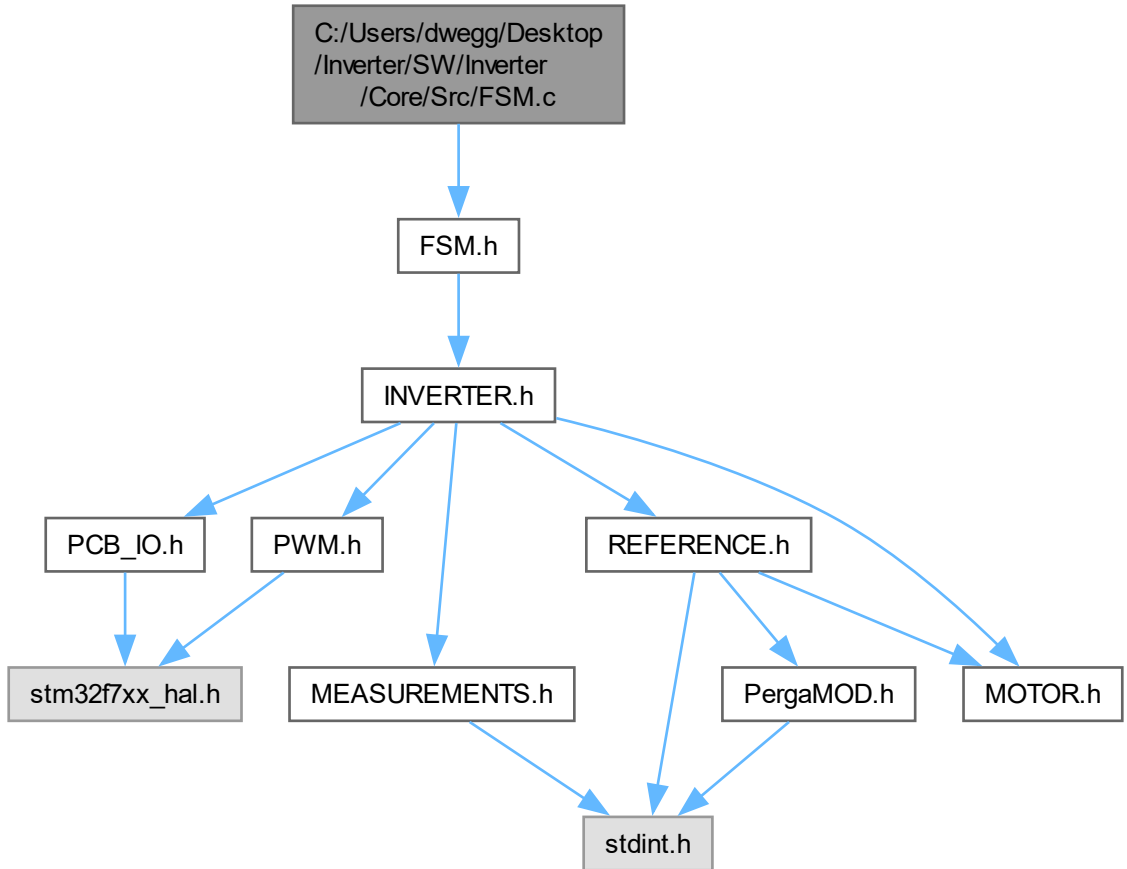 C:/Users/dwegg/Desktop
/Inverter/SW/Inverter
/Core/Src/FSM.c
FSM.h
INVERTER.h
PCB_IO.h
PWM.h
REFERENCE.h
stm32f7xx_hal.h
MEASUREMENTS.h
PergaMOD.h
MOTOR.h
stdint.h